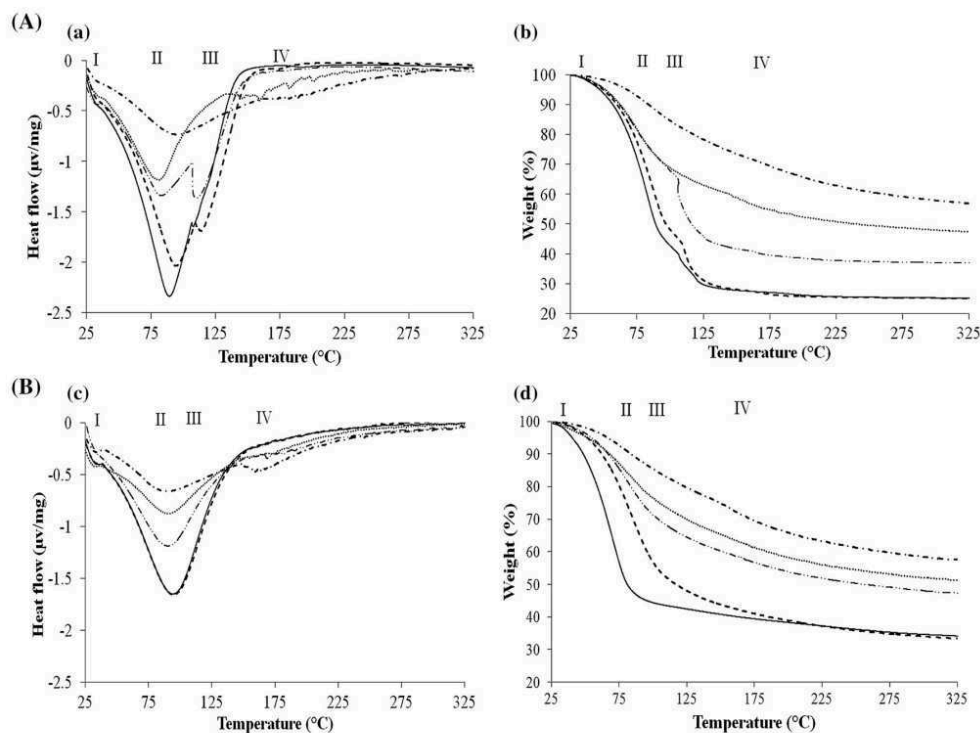 (A)
(a)
I II III IV
0
-0.5
-1
-1.5
-2
-2.5
Heat flow (μv/mg)
25 75 125 175 225 275 325
Temperature (°C)
(b)
I II III IV
100
90
80
70
60
50
40
30
20
Weight (%)
25 75 125 175 225 275 325
Temperature (°C)
(B)
(c)
I II III IV
0
-0.5
-1
-1.5
-2
-2.5
Heat flow (μv/mg)
25 75 125 175 225 275 325
Temperature (°C)
(d)
I II III IV
100
90
80
70
60
50
40
30
20
Weight (%)
25 75 125 175 225 275 325
Temperature (°C)